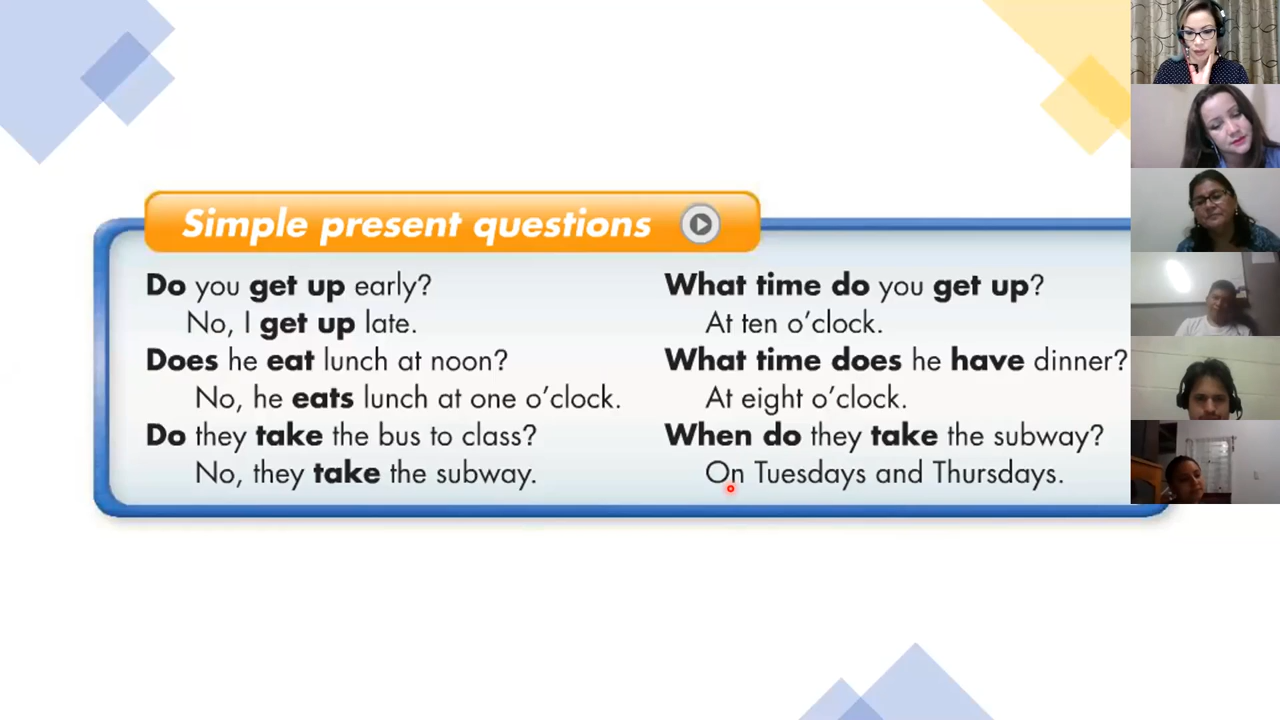 Simple present questions
Do you get up early?
No, I get up late.
Does he eat lunch at noon?
No, he eats lunch at one o'clock.
Do they take the bus to class?
No, they take the subway.
What time do you get up?
At ten o'clock.
What time does he have dinner?
At eight o'clock.
When do they take the subway?
On Tuesdays and Thursdays.